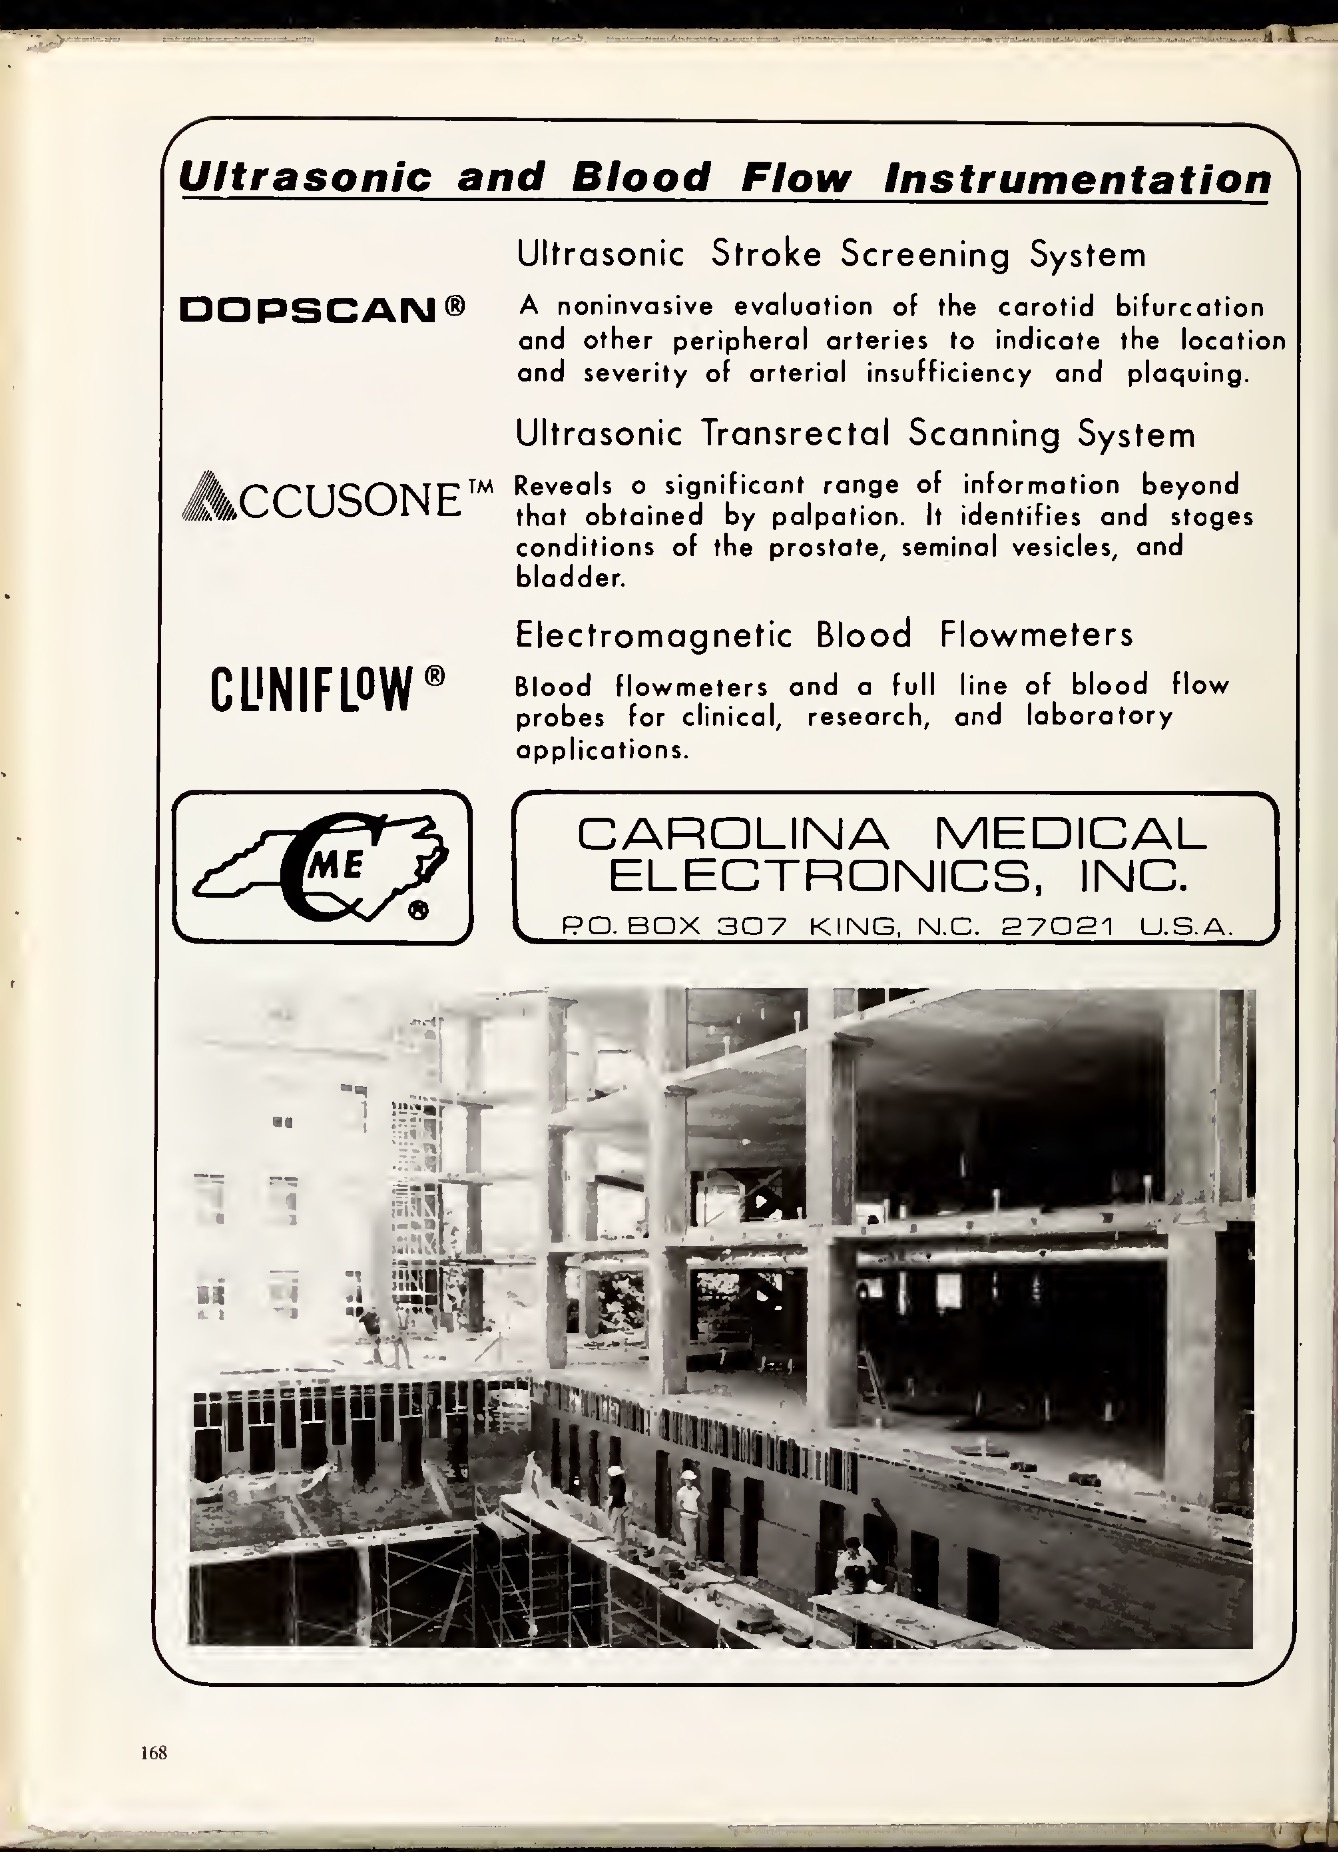 Ultrasonic and Blood Flow Instrumentation
Ultrasonic Stroke Screening System
DOPSCAN®
A noninvasive evaluation of the carotid bifurcation
and other peripheral arteries to indicate the location
and severity of arterial insufficiency and plaquing.
Ultrasonic Transrectal Scanning System
ACCUSONE™
Reveals a significant range of information beyond
that obtained by palpation. It identifies and stages
conditions of the prostate, seminal vesicles, and
bladder.
Electromagnetic Blood Flowmeters
CLINIFLOW®
Blood flowmeters and a full line of blood flow
probes for clinical, research, and laboratory
applications.
CME®
CAROLINA MEDICAL
ELECTRONICS, INC.
P.O. BOX 307 KING, N.C. 27021 U.S.A.
168